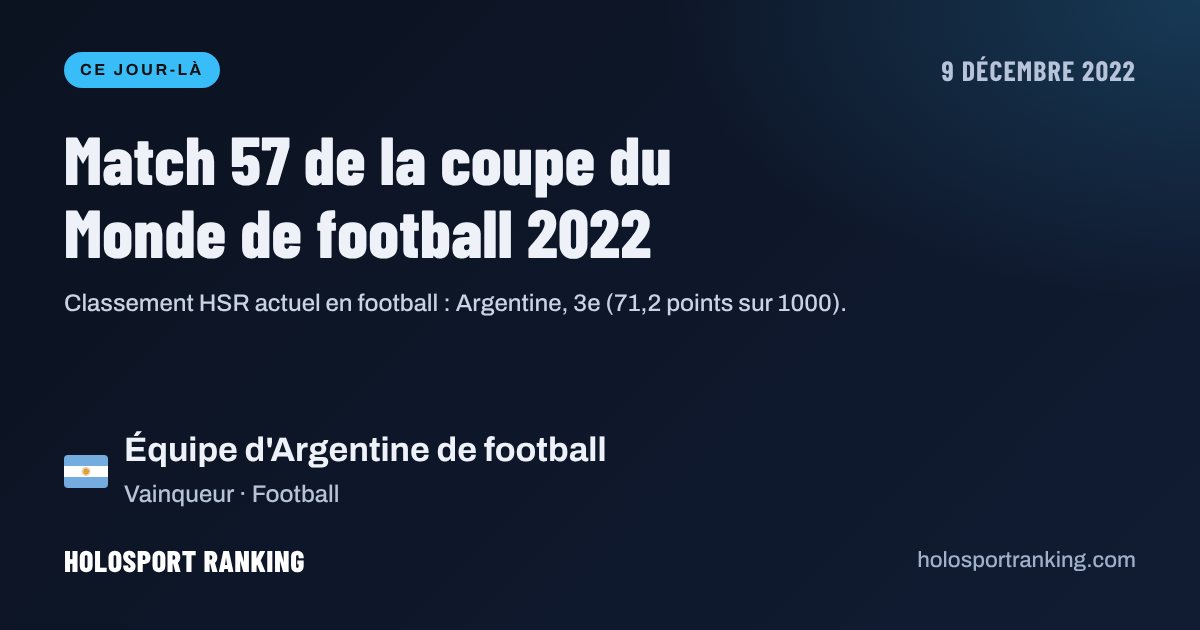 CE JOUR-LÀ
9 DÉCEMBRE 2022
Match 57 de la coupe du
Monde de football 2022
Classement HSR actuel en football : Argentine, 3e (71,2 points sur 1000).
Équipe d'Argentine de football
Vainqueur · Football
HOLOSPORT RANKING
holosportranking.com